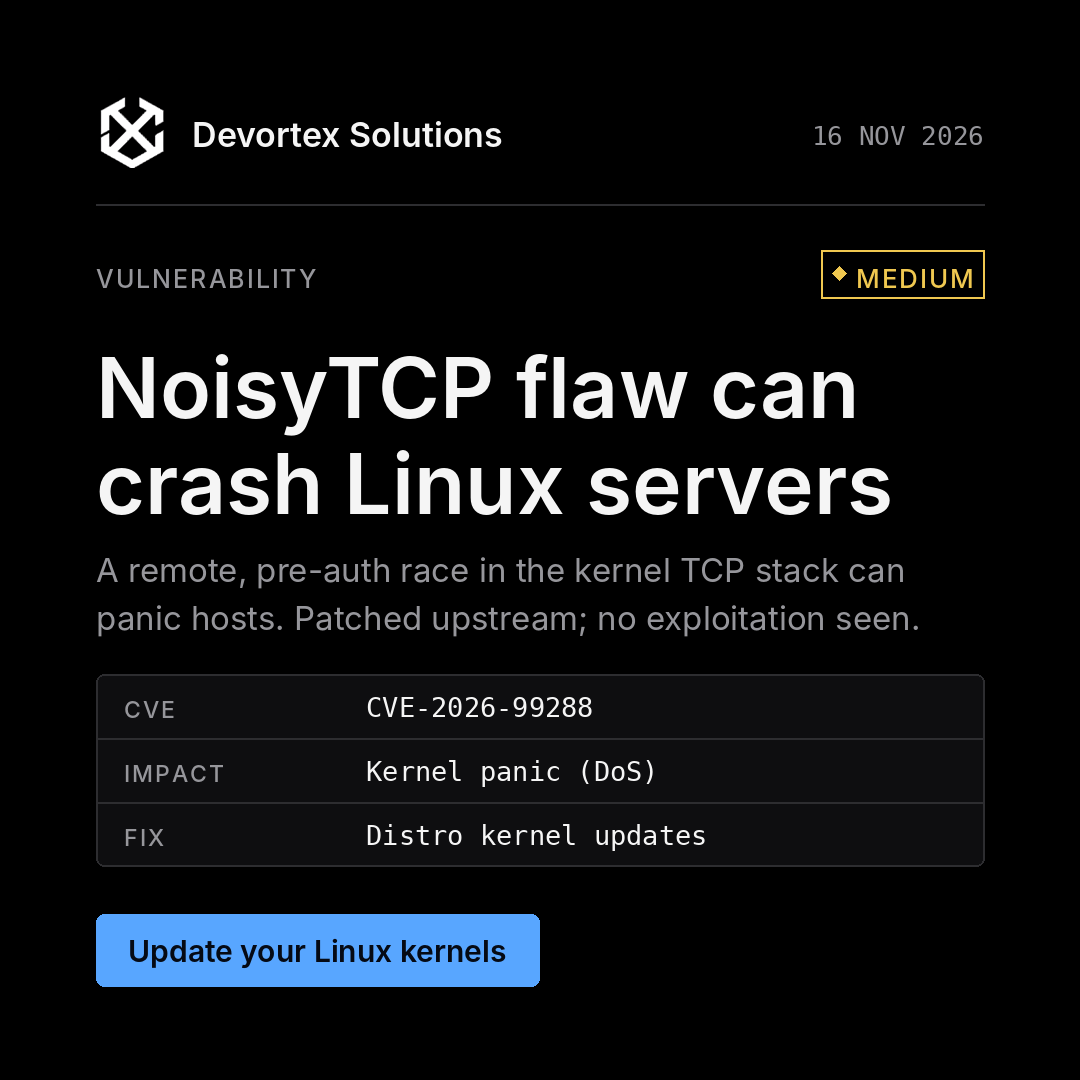 Devortex Solutions
16 NOV 2026
VULNERABILITY
MEDIUM
NoisyTCP flaw can
crash Linux servers
A remote, pre-auth race in the kernel TCP stack can
panic hosts. Patched upstream; no exploitation seen.
CVE CVE-2026-99288
IMPACT Kernel panic (DoS)
FIX Distro kernel updates
Update your Linux kernels